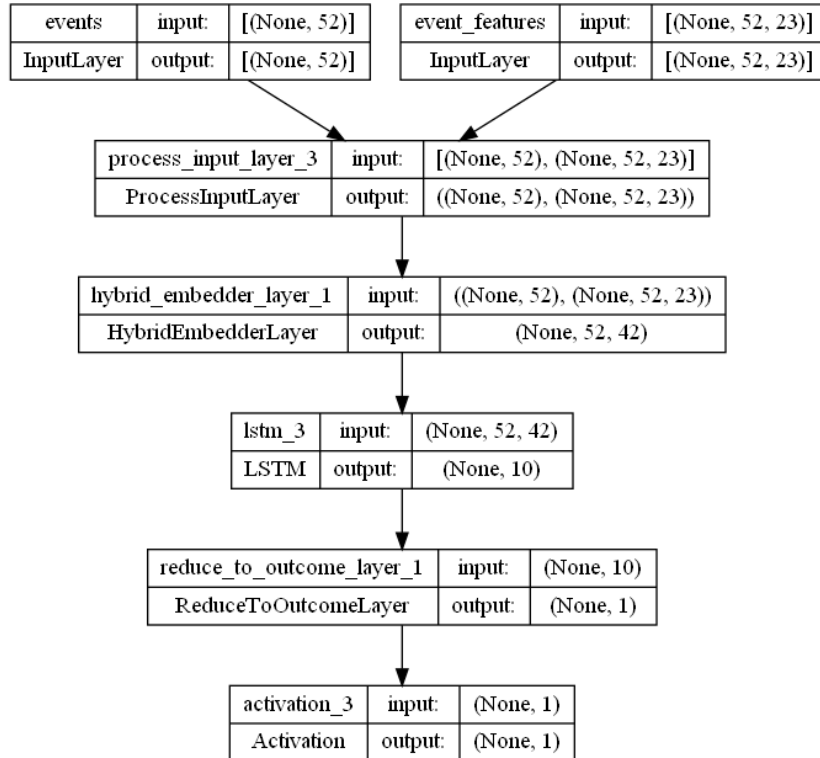 events input: [(None, 52)]
InputLayer output: [(None, 52)]
event_features input: [(None, 52, 23)]
InputLayer output: [(None, 52, 23)]
process_input_layer_3 input: [(None, 52), (None, 52, 23)]
ProcessInputLayer output: ((None, 52), (None, 52, 23))
hybrid_embedder_layer_1 input: ((None, 52), (None, 52, 23))
HybridEmbedderLayer output: (None, 52, 42)
lstm_3 input: (None, 52, 42)
LSTM output: (None, 10)
reduce_to_outcome_layer_1 input: (None, 10)
ReduceToOutcomeLayer output: (None, 1)
activation_3 input: (None, 1)
Activation output: (None, 1)